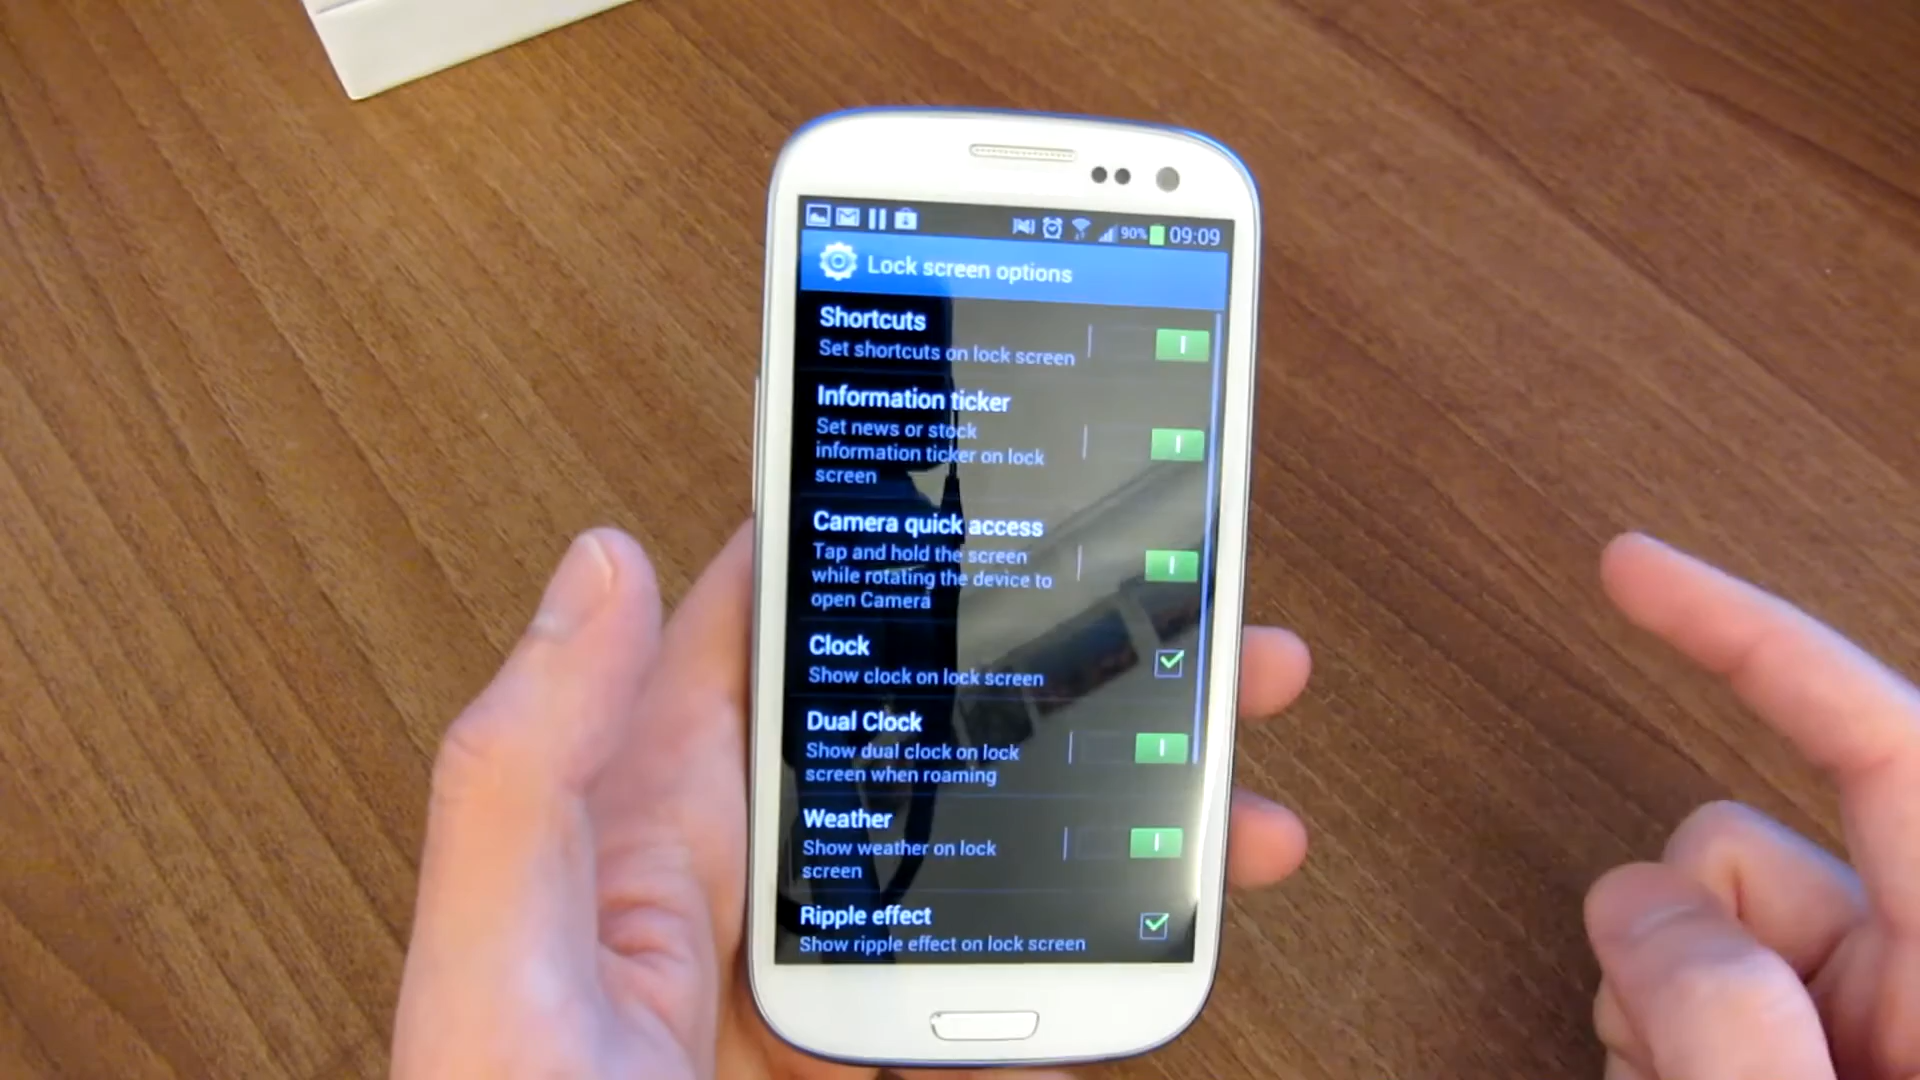 90% 09:09
Lock screen options
Shortcuts
Set shortcuts on lock screen
Information ticker
Set news or stock
information ticker on lock
screen
Camera quick access
Tap and hold the screen
while rotating the device to
open Camera
Clock
Show clock on lock screen
Dual Clock
Show dual clock on lock
screen when roaming
Weather
Show weather on lock
screen
Ripple effect
Show ripple effect on lock screen